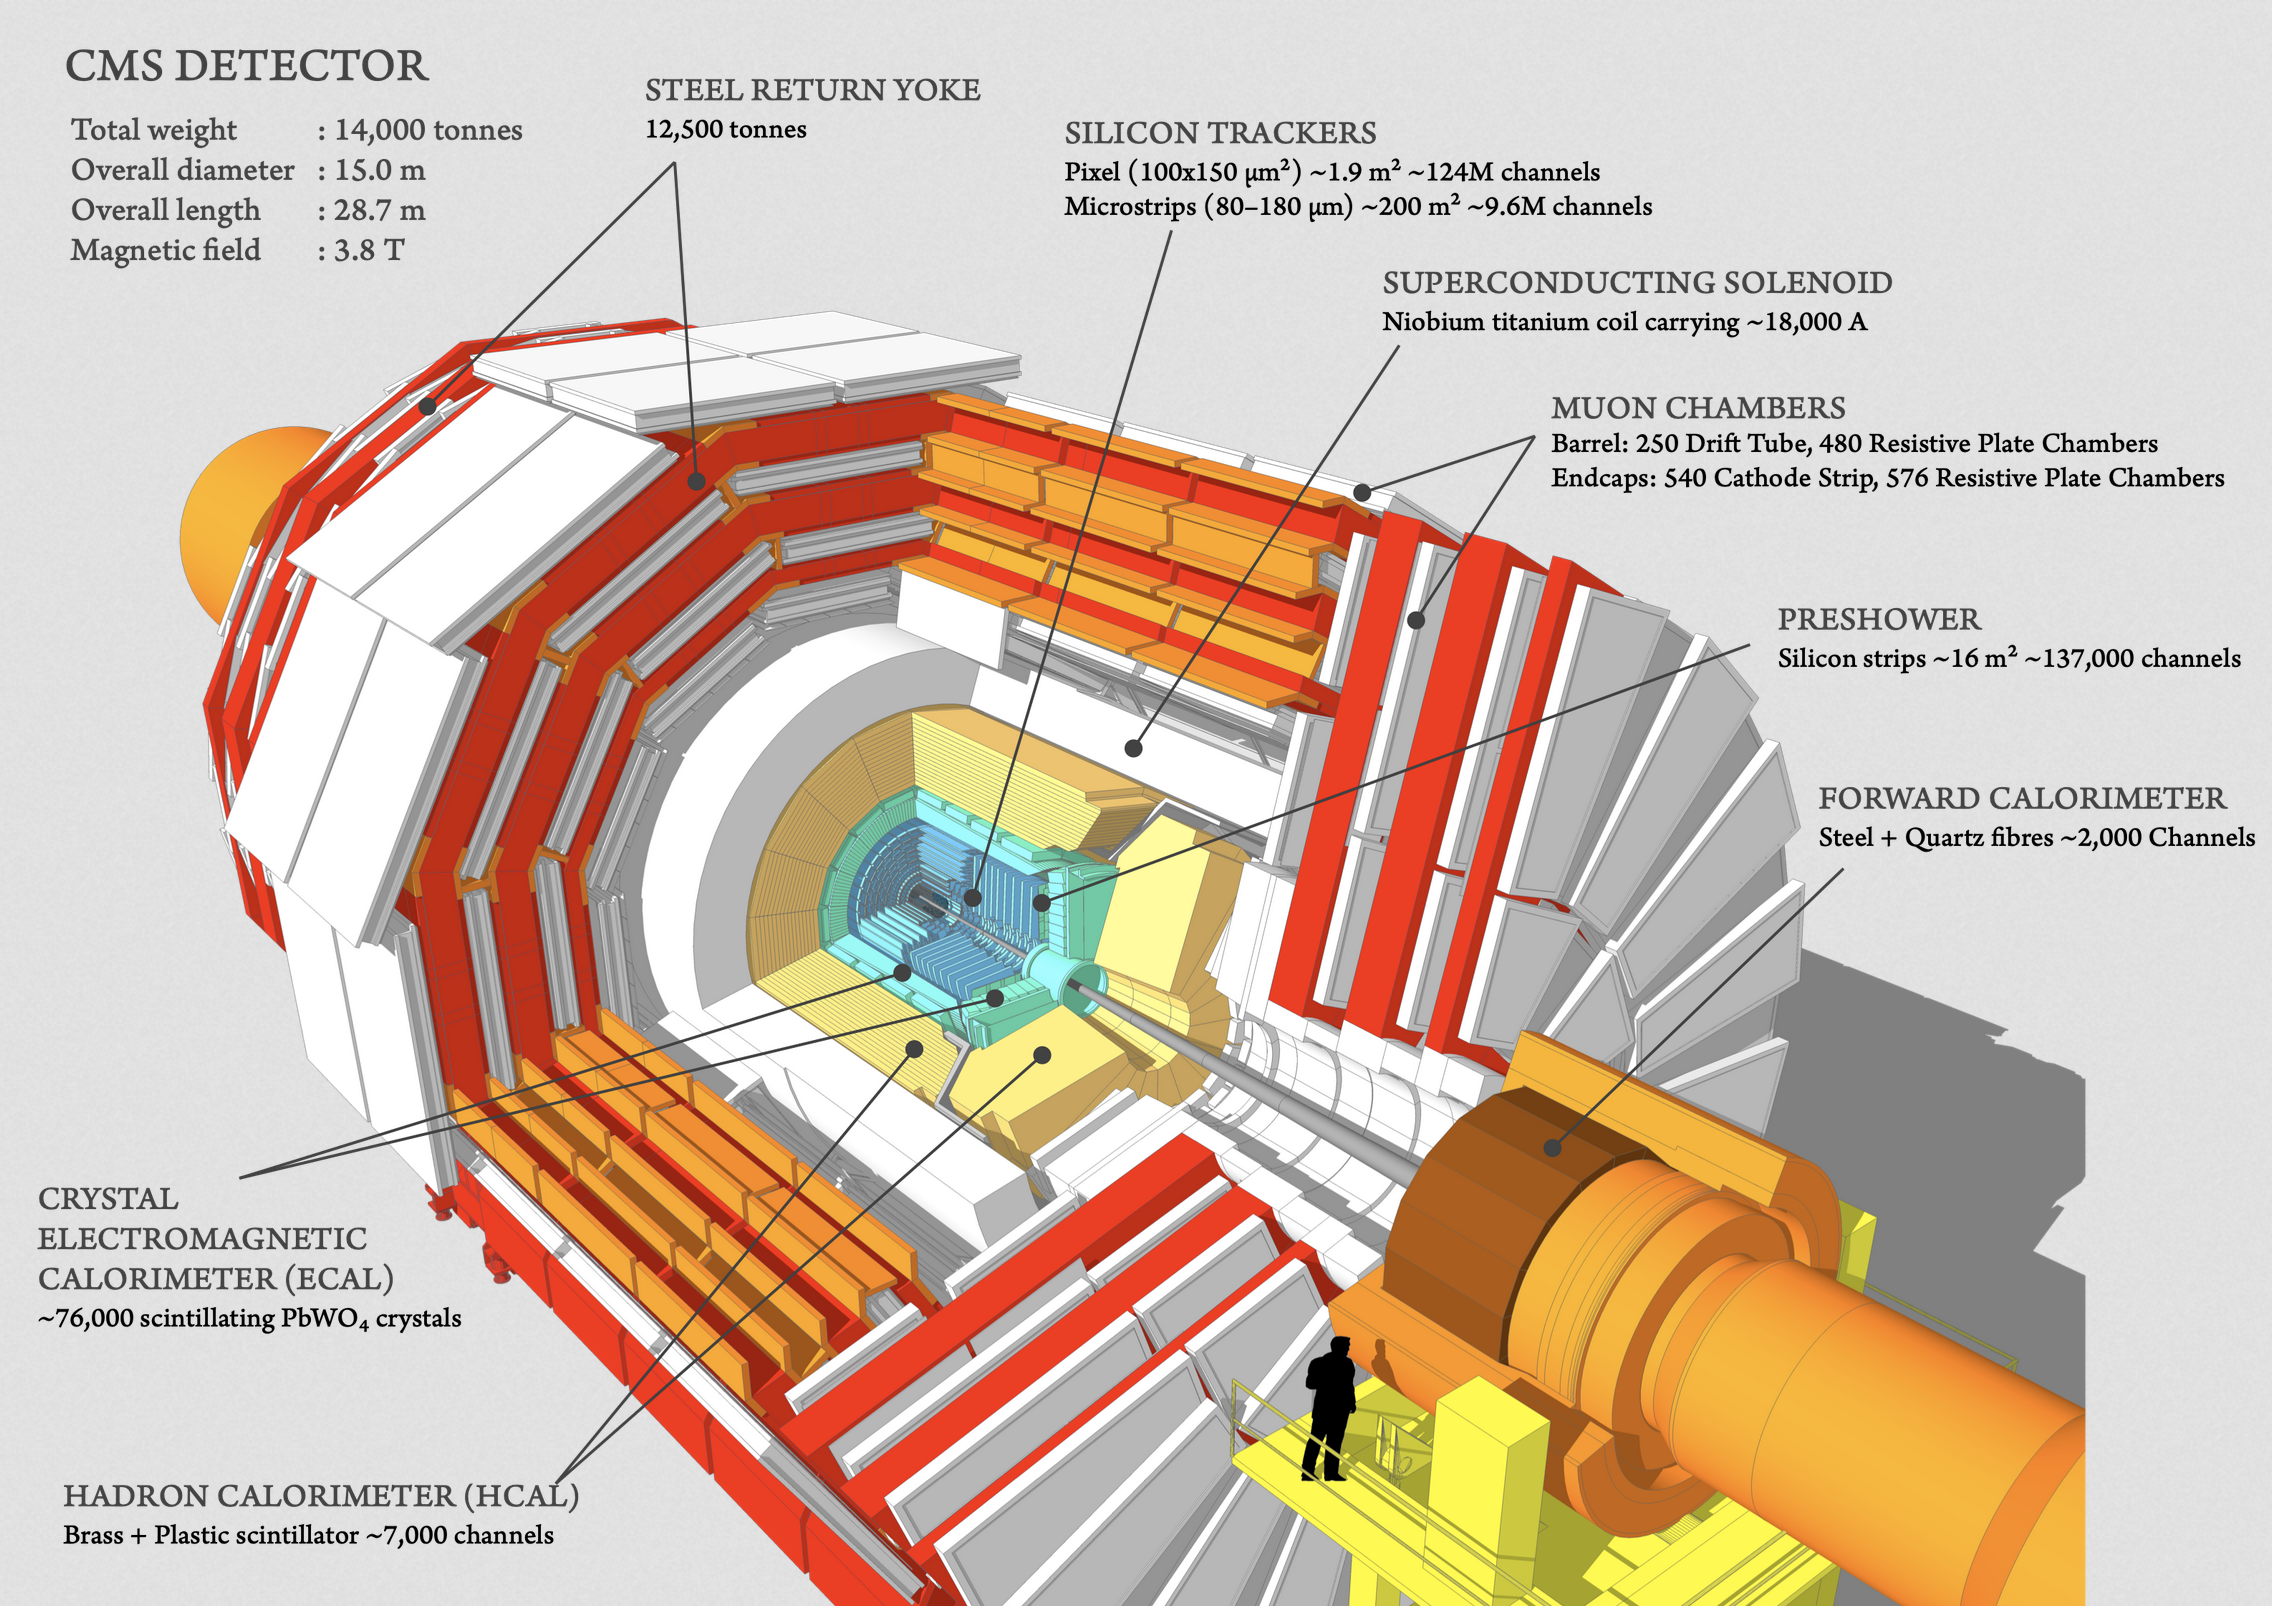 CMS DETECTOR
Total weight : 14,000 tonnes
Overall diameter : 15.0 m
Overall length : 28.7 m
Magnetic field : 3.8 T
STEEL RETURN YOKE
12,500 tonnes
SILICON TRACKERS
Pixel (100x150 μm²) ~1.9 m² ~124M channels
Microstrips (80–180 μm) ~200 m² ~9.6M channels
SUPERCONDUCTING SOLENOID
Niobium titanium coil carrying ~18,000 A
MUON CHAMBERS
Barrel: 250 Drift Tube, 480 Resistive Plate Chambers
Endcaps: 540 Cathode Strip, 576 Resistive Plate Chambers
PRESHOWER
Silicon strips ~16 m² ~137,000 channels
FORWARD CALORIMETER
Steel + Quartz fibres ~2,000 Channels
CRYSTAL
ELECTROMAGNETIC
CALORIMETER (ECAL)
~76,000 scintillating PbWO₄ crystals
HADRON CALORIMETER (HCAL)
Brass + Plastic scintillator ~7,000 channels